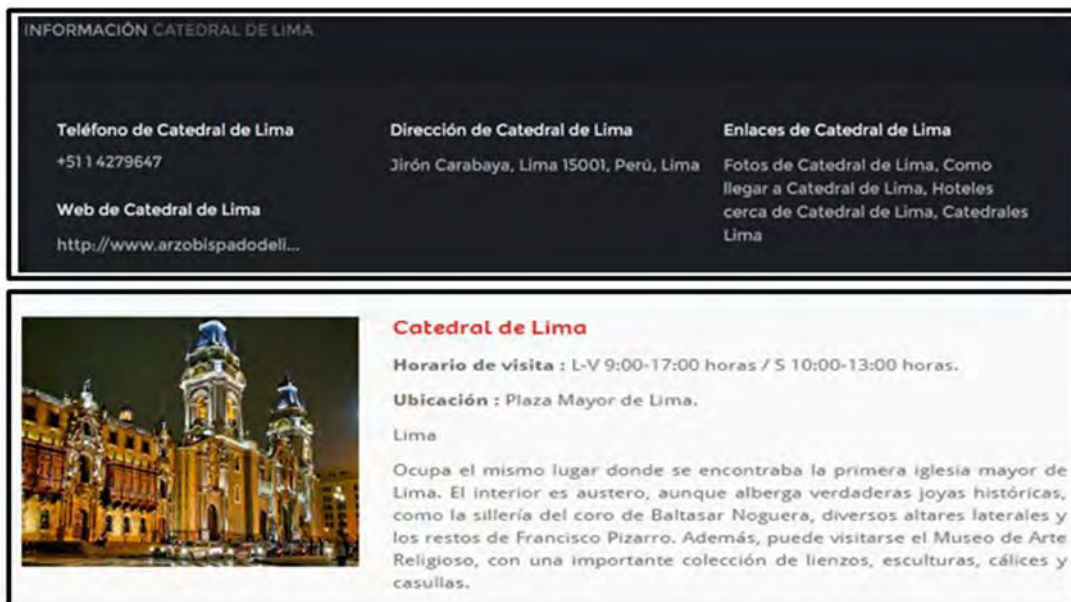 INFORMACIÓN CATEDRAL DE LIMA
Teléfono de Catedral de Lima
+51 1 4279647
Web de Catedral de Lima
http://www.arzobispadodeli...
Dirección de Catedral de Lima
Jirón Carabaya, Lima 15001, Perú, Lima
Enlaces de Catedral de Lima
Fotos de Catedral de Lima, Como
llegar a Catedral de Lima, Hoteles
cerca de Catedral de Lima, Catedrales
Lima
Catedral de Lima
Horario de visita : L-V 9:00-17:00 horas / S 10:00-13:00 horas.
Ubicación : Plaza Mayor de Lima.
Lima
Ocupa el mismo lugar donde se encontraba la primera iglesia mayor de
Lima. El interior es austero, aunque alberga verdaderas joyas históricas,
como la sillería del coro de Baltasar Noguera, diversos altares laterales y
los restos de Francisco Pizarro. Además, puede visitarse el Museo de Arte
Religioso, con una importante colección de lienzos, esculturas, cálices y
casullas.